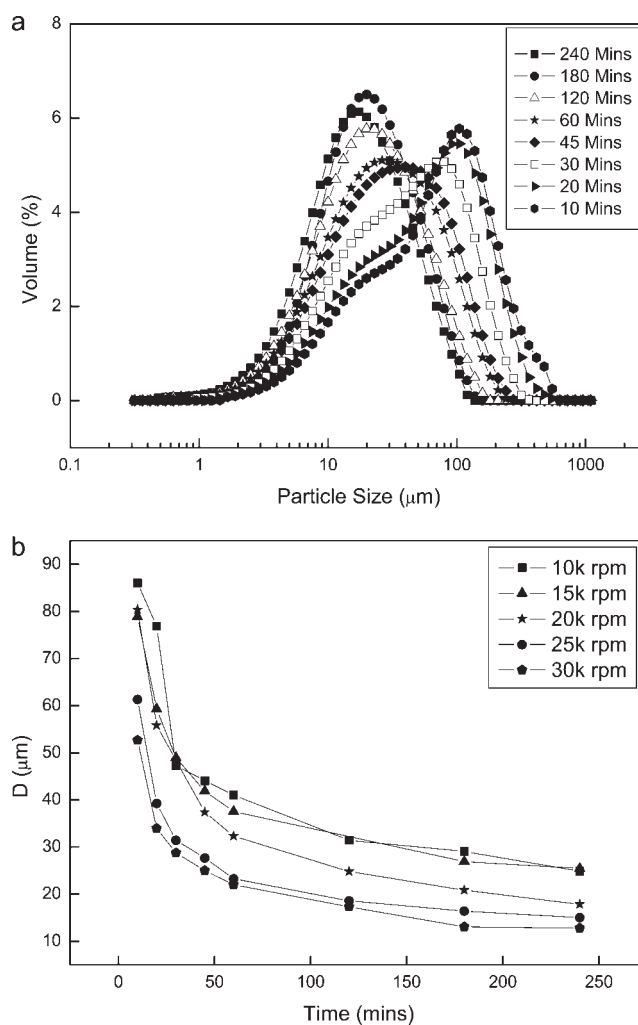 a
8
6
4
2
0
Volume (%)
0.1 1 10 100 1000
Particle Size (μm)
240 Mins
180 Mins
120 Mins
60 Mins
45 Mins
30 Mins
20 Mins
10 Mins
b
90
80
70
60
50
40
30
20
10
D (μm)
0 50 100 150 200 250
Time (mins)
10k rpm
15k rpm
20k rpm
25k rpm
30k rpm